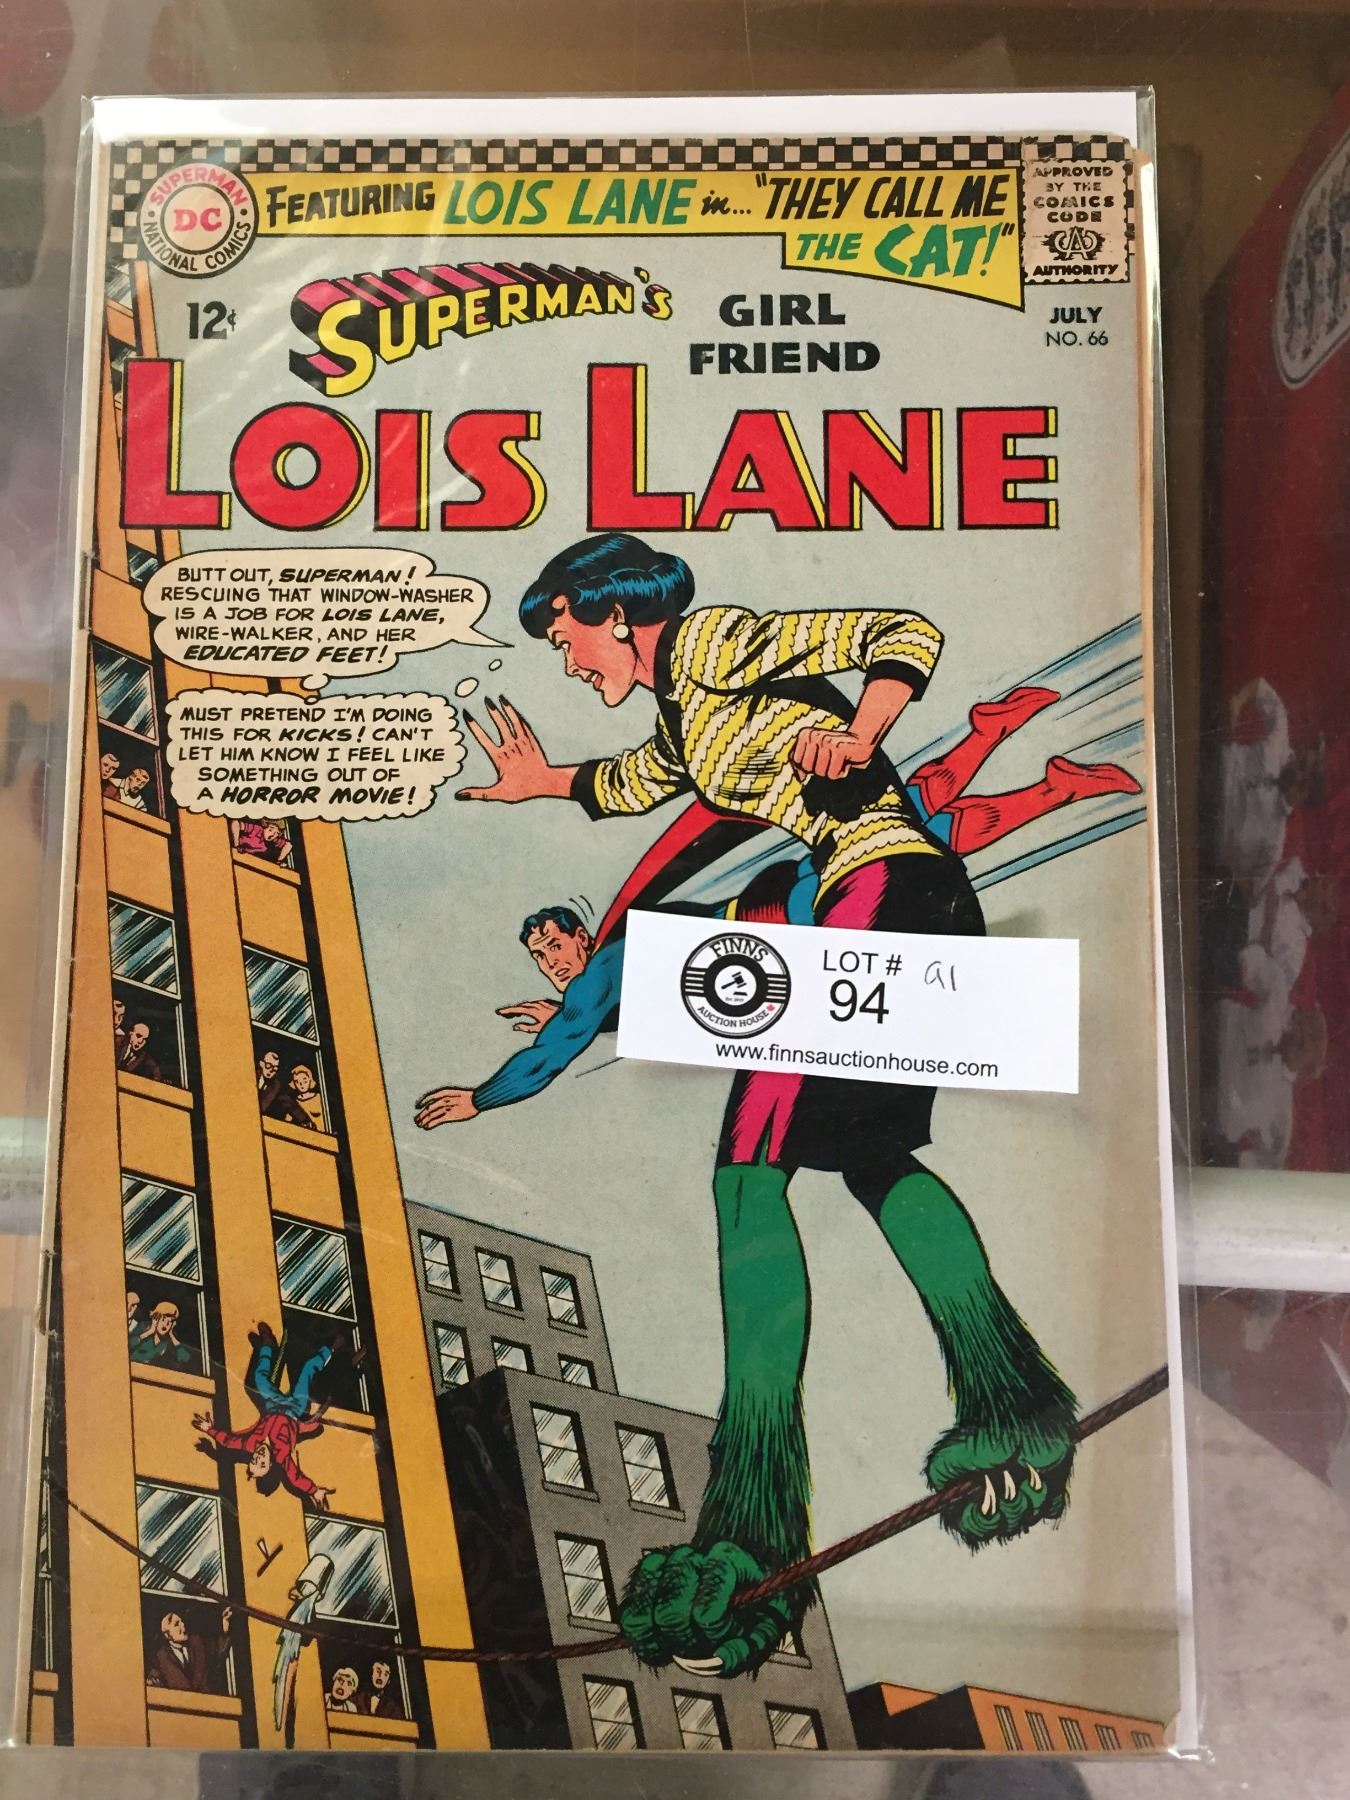 SUPERMAN
DC
NATIONAL COMICS
FEATURING LOIS LANE in... "THEY CALL ME
THE CAT!"
APPROVED
BY THE
COMICS
CODE
CA
AUTHORITY
12¢
SUPERMAN'S
GIRL
FRIEND
JULY
NO. 66
LOIS LANE
BUTT OUT, SUPERMAN!
RESCUING THAT WINDOW-WASHER
IS A JOB FOR LOIS LANE,
WIRE-WALKER, AND HER
EDUCATED FEET!
MUST PRETEND I'M DOING
THIS FOR KICKS! CAN'T
LET HIM KNOW I FEEL LIKE
SOMETHING OUT OF
A HORROR MOVIE!
FINNS
AUCTION HOUSE
LOT #
94
a1
www.finnsauctionhouse.com